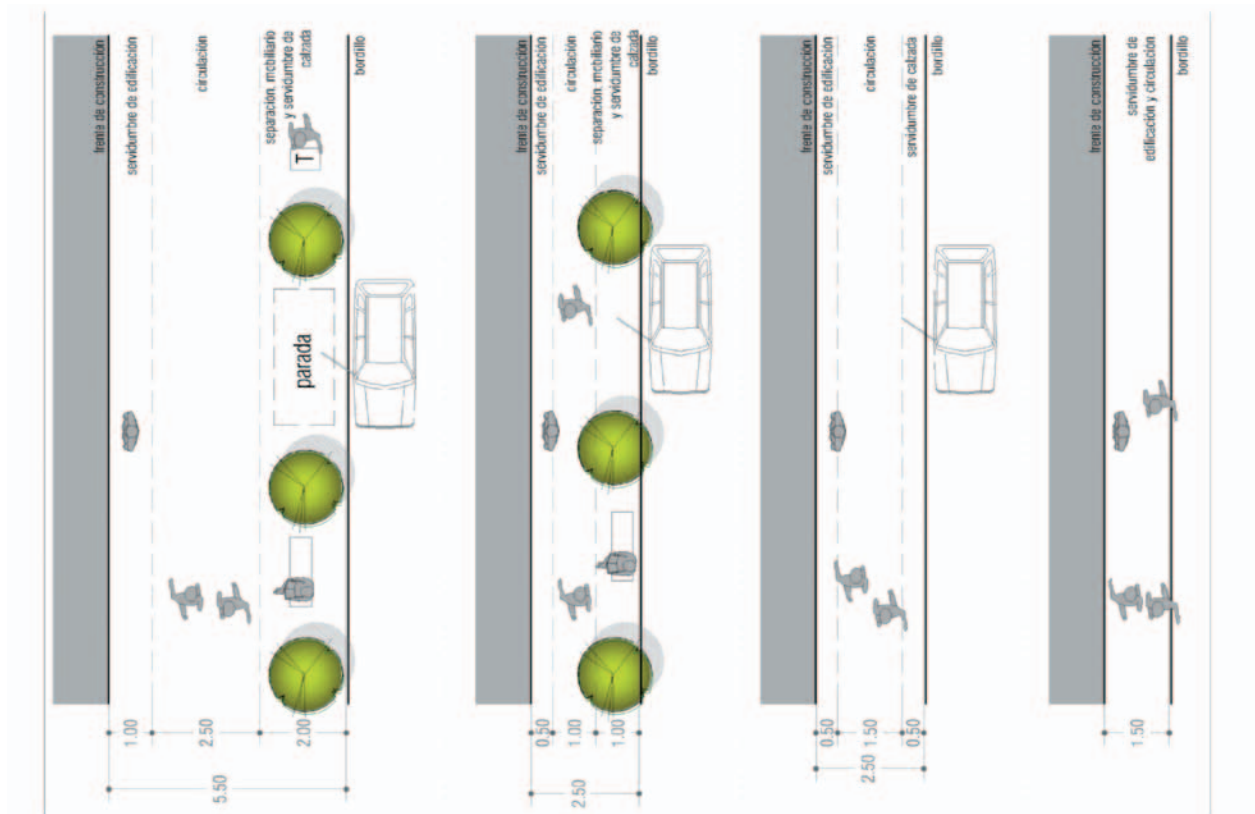 frente de construcción
servidumbre de edificación
circulación
separación, mobiliario
y servidumbre de
calzada
bordillo
T
parada
1.00
2.50
2.00
5.50
frente de construcción
servidumbre de edificación
circulación
separación, mobiliario
y servidumbre de
calzada
bordillo
0.50
1.00
1.00
2.50
frente de construcción
servidumbre de edificación
circulación
servidumbre de calzada
bordillo
0.50
1.50
0.50
2.50
frente de construcción
servidumbre de
edificación y circulación
bordillo
1.50